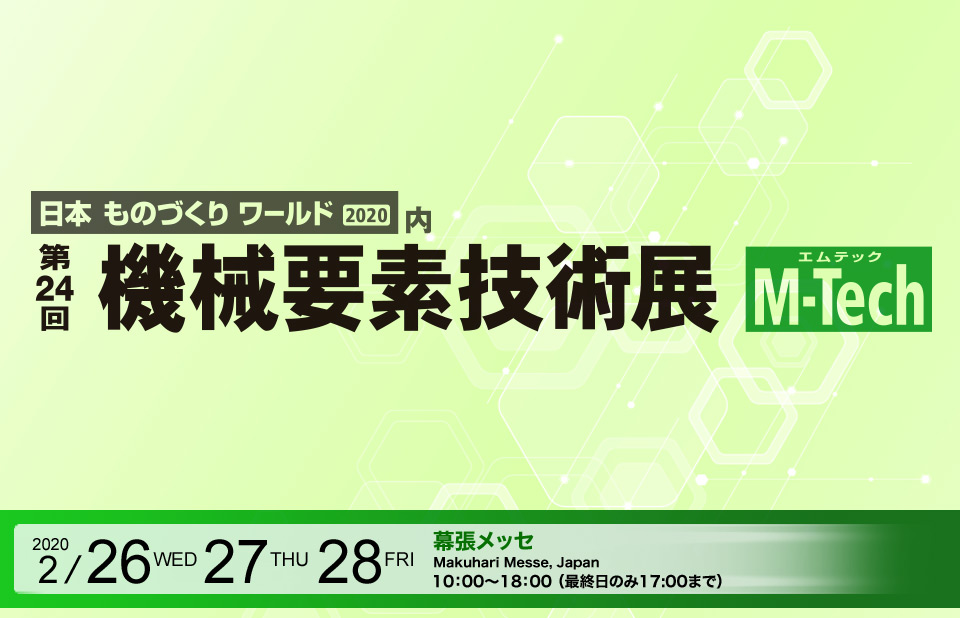 日本 ものづくり ワールド 2020 内
第24回 機械要素技術展
エムテック
M-Tech
2020
2/26WED 27THU 28FRI
幕張メッセ
Makuhari Messe, Japan
10:00〜18:00（最終日のみ17:00まで）